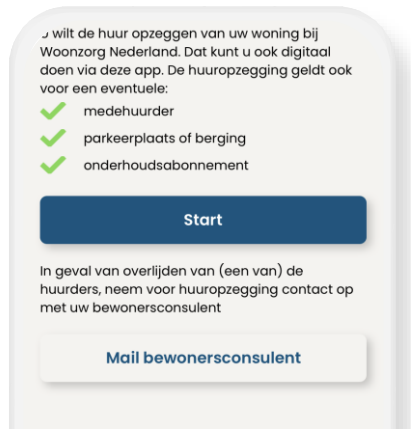 U wilt de huur opzeggen van uw woning bij
Woonzorg Nederland. Dat kunt u ook digitaal
doen via deze app. De huuropzegging geldt ook
voor een eventuele:
medehuurder
parkeerplaats of berging
onderhoudsabonnement
Start
In geval van overlijden van (een van) de
huurders, neem voor huuropzegging contact op
met uw bewonersconsulent
Mail bewonersconsulent